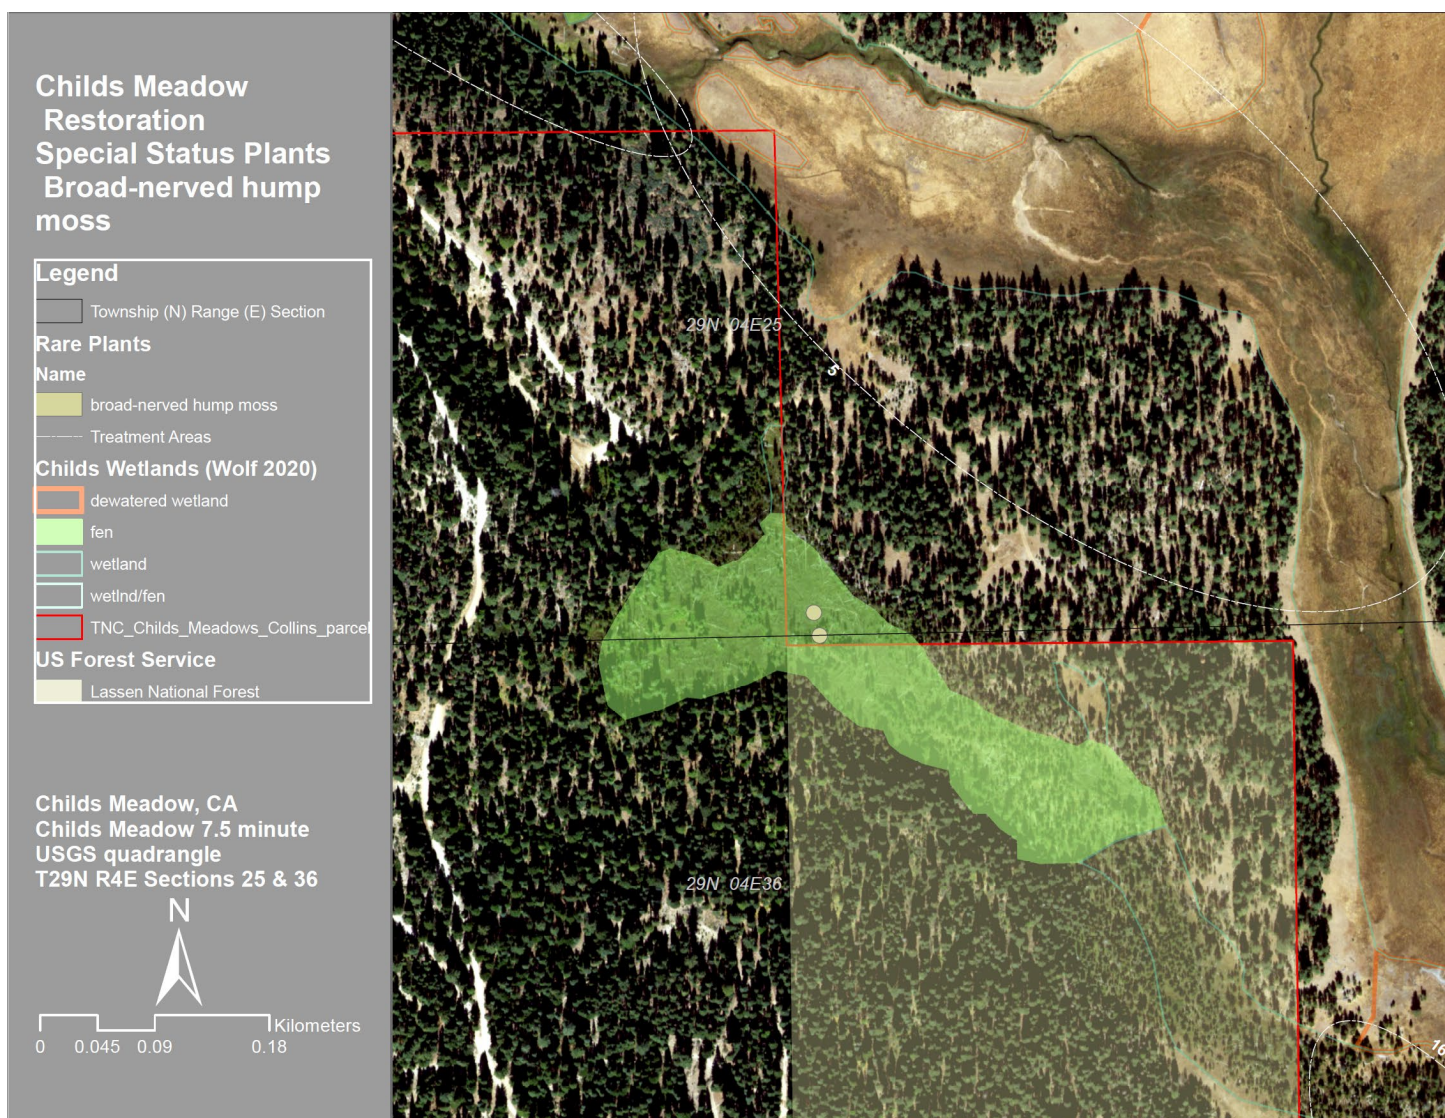 Childs Meadow
Restoration
Special Status Plants
Broad-nerved hump
moss
Legend
Township (N) Range (E) Section
Rare Plants
Name
broad-nerved hump moss
Treatment Areas
Childs Wetlands (Wolf 2020)
dewatered wetland
fen
wetland
wetlnd/fen
TNC_Childs_Meadows_Collins_parcel
US Forest Service
Lassen National Forest
Childs Meadow, CA
Childs Meadow 7.5 minute
USGS quadrangle
T29N R4E Sections 25 & 36
N
Kilometers
0 0.045 0.09 0.18
29N 04E25
5
29N 04E36
16